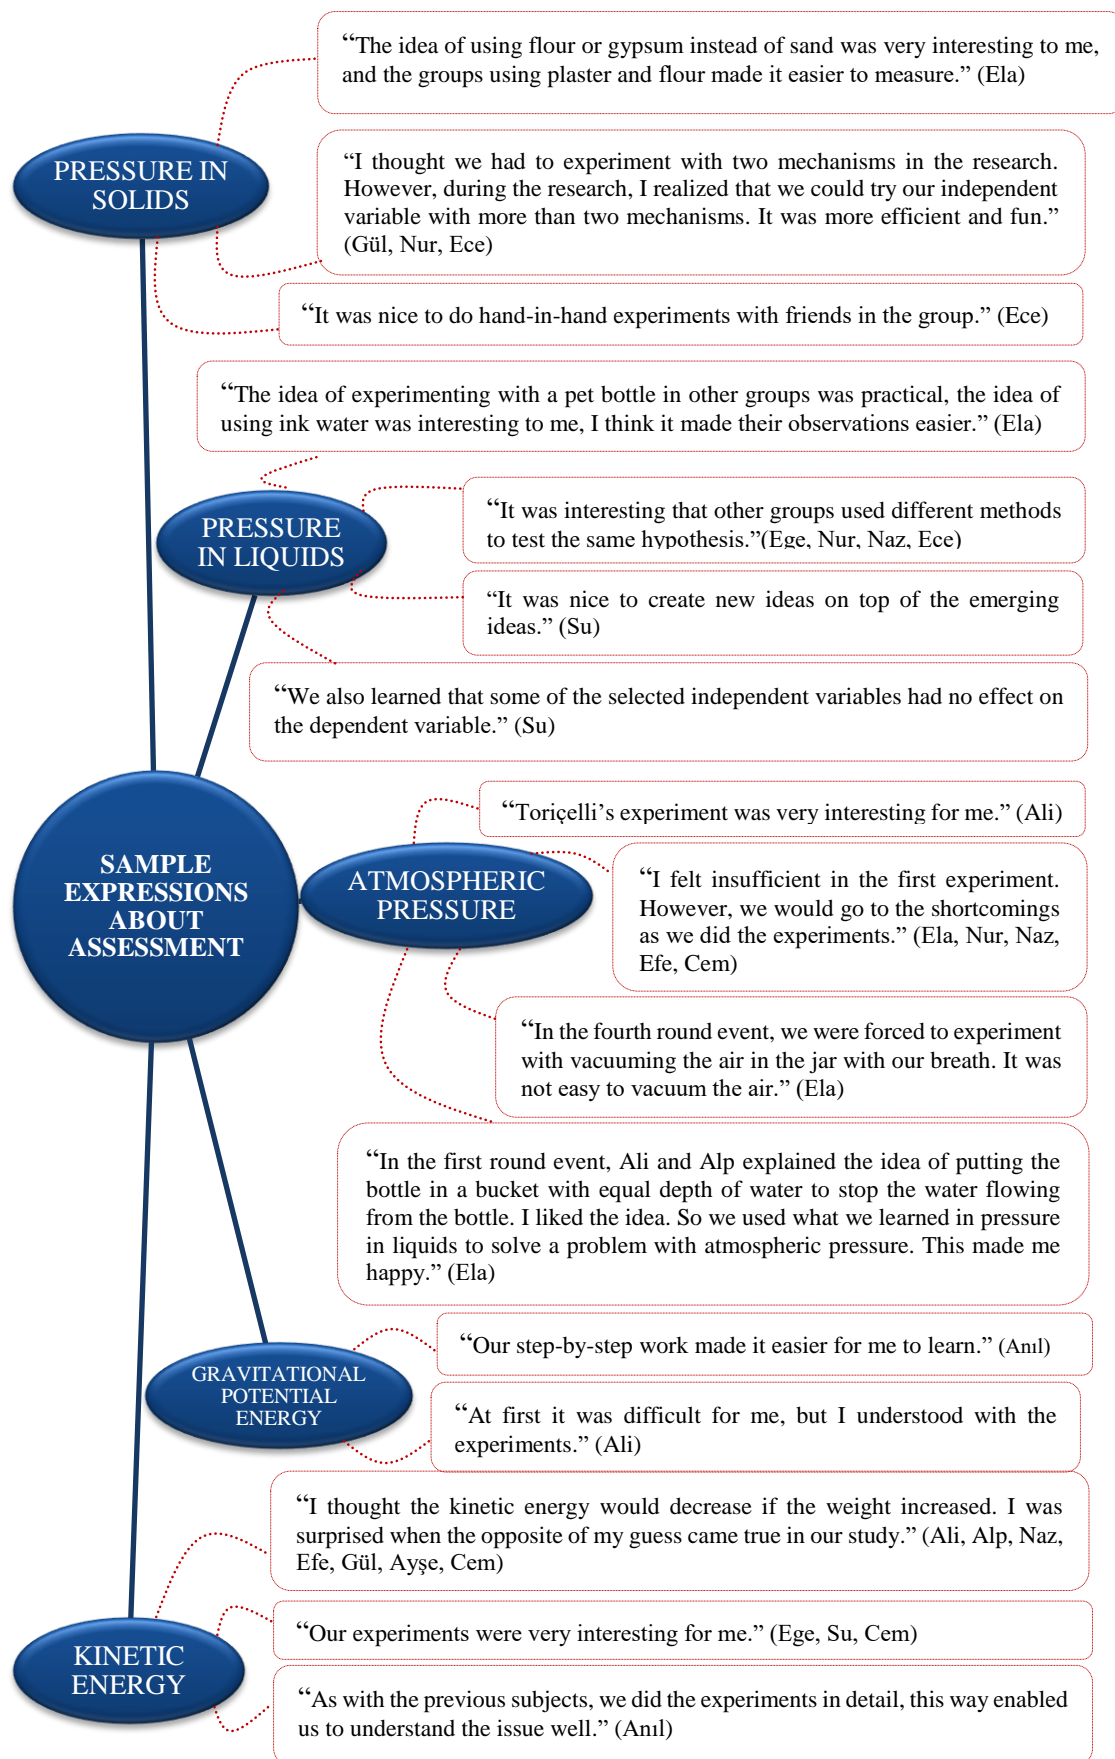 “The idea of using flour or gypsum instead of sand was very interesting to me,
and the groups using plaster and flour made it easier to measure.” (Ela)
PRESSURE IN
SOLIDS
“I thought we had to experiment with two mechanisms in the research.
However, during the research, I realized that we could try our independent
variable with more than two mechanisms. It was more efficient and fun.”
(Gül, Nur, Ece)
“It was nice to do hand-in-hand experiments with friends in the group.” (Ece)
“The idea of experimenting with a pet bottle in other groups was practical, the idea of
using ink water was interesting to me, I think it made their observations easier.” (Ela)
PRESSURE
IN LIQUIDS
“It was interesting that other groups used different methods
to test the same hypothesis.”(Ege, Nur, Naz, Ece)
“It was nice to create new ideas on top of the emerging
ideas.” (Su)
“We also learned that some of the selected independent variables had no effect on
the dependent variable.” (Su)
SAMPLE
EXPRESSIONS
ABOUT
ASSESSMENT
“Toriçelli’s experiment was very interesting for me.” (Ali)
ATMOSPHERIC
PRESSURE
“I felt insufficient in the first experiment.
However, we would go to the shortcomings
as we did the experiments.” (Ela, Nur, Naz,
Efe, Cem)
“In the fourth round event, we were forced to experiment
with vacuuming the air in the jar with our breath. It was
not easy to vacuum the air.” (Ela)
“In the first round event, Ali and Alp explained the idea of putting the
bottle in a bucket with equal depth of water to stop the water flowing
from the bottle. I liked the idea. So we used what we learned in pressure
in liquids to solve a problem with atmospheric pressure. This made me
happy.” (Ela)
GRAVITATIONAL
POTENTIAL
ENERGY
“Our step-by-step work made it easier for me to learn.” (Anıl)
“At first it was difficult for me, but I understood with the
experiments.” (Ali)
“I thought the kinetic energy would decrease if the weight increased. I was
surprised when the opposite of my guess came true in our study.” (Ali, Alp, Naz,
Efe, Gül, Ayşe, Cem)
KINETIC
ENERGY
“Our experiments were very interesting for me.” (Ege, Su, Cem)
“As with the previous subjects, we did the experiments in detail, this way enabled
us to understand the issue well.” (Anıl)